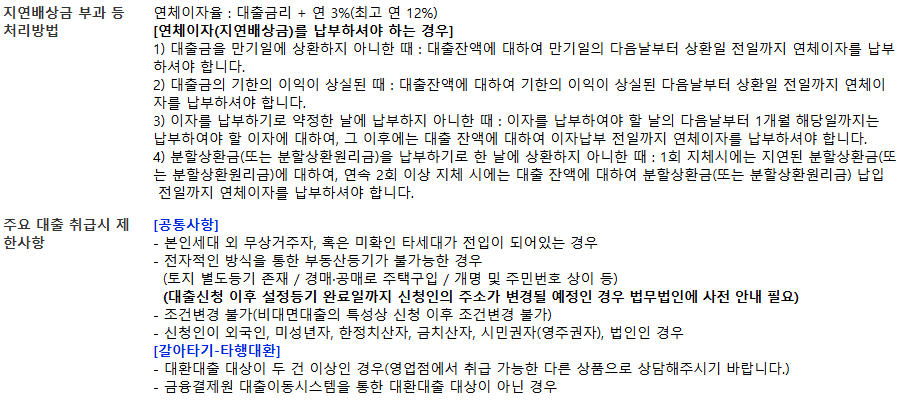 지연배상금 부과 등
처리방법
연체이자율 : 대출금리 + 연 3%(최고 연 12%)
[연체이자(지연배상금)를 납부하셔야 하는 경우]
1) 대출금을 만기일에 상환하지 아니한 때 : 대출잔액에 대하여 만기일의 다음날부터 상환일 전일까지 연체이자를 납부
하셔야 합니다.
2) 대출금의 기한의 이익이 상실된 때 : 대출잔액에 대하여 기한의 이익이 상실된 다음날부터 상환일 전일까지 연체이
자를 납부하셔야 합니다.
3) 이자를 납부하기로 약정한 날에 납부하지 아니한 때 : 이자를 납부하여야 할 날의 다음날부터 1개월 해당일까지는
납부하여야 할 이자에 대하여, 그 이후에는 대출 잔액에 대하여 이자납부 전일까지 연체이자를 납부하셔야 합니다.
4) 분할상환금(또는 분할상환원리금)을 납부하기로 한 날에 상환하지 아니한 때 : 1회 지체시에는 지연된 분할상환금(또
는 분할상환원리금)에 대하여, 연속 2회 이상 지체 시에는 대출 잔액에 대하여 분할상환금(또는 분할상환원리금) 납입
전일까지 연체이자를 납부하셔야 합니다.
주요 대출 취급시 제
한사항
[공통사항]
- 본인세대 외 무상거주자, 혹은 미확인 타세대가 전입이 되어있는 경우
- 전자적인 방식을 통한 부동산등기가 불가능한 경우
(토지 별도등기 존재 / 경매·공매로 주택구입 / 개명 및 주민번호 상이 등)
(대출신청 이후 설정등기 완료일까지 신청인의 주소가 변경될 예정인 경우 법무법인에 사전 안내 필요)
- 조건변경 불가(비대면대출의 특성상 신청 이후 조건변경 불가)
- 신청인이 외국인, 미성년자, 한정치산자, 금치산자, 시민권자(영주권자), 법인인 경우
[갈아타기-타행대환]
- 대환대출 대상이 두 건 이상인 경우(영업점에서 취급 가능한 다른 상품으로 상담해주시기 바랍니다.)
- 금융결제원 대출이동시스템을 통한 대환대출 대상이 아닌 경우